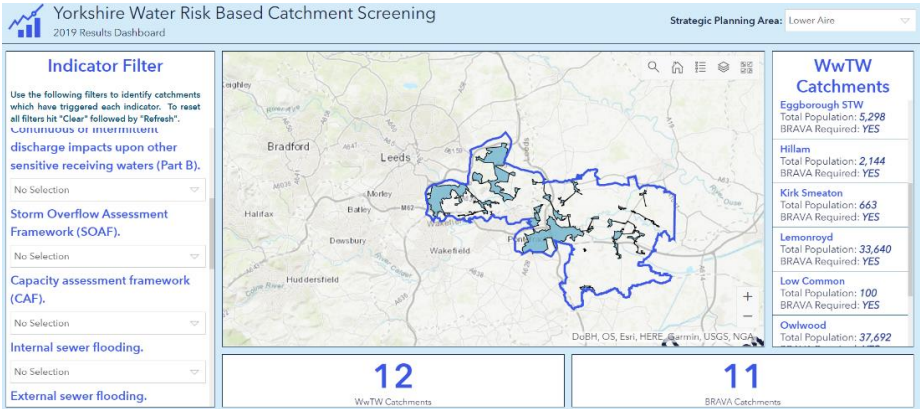 Yorkshire Water Risk Based Catchment Screening
2019 Results Dashboard
Strategic Planning Area: Lower Aire
Indicator Filter
Use the following filters to identify catchments
which have triggered each indicator. To reset
all filters hit "Clear" followed by "Refresh".
Continuous or Intermittent
discharge impacts upon other
sensitive receiving waters (Part B).
No Selection
Storm Overflow Assessment
Framework (SOAF).
No Selection
Capacity assessment framework
(CAF).
No Selection
Internal sewer flooding.
No Selection
External sewer flooding.
Keighley
Bradford
Leeds
Morley
Halifax
Batley
M62
Dewsbury
Wakefield
Huddersfield
DoBH, OS, Esri, HERE, Garmin, USGS, NGA
12
WwTW Catchments
11
BRAVA Catchments
WwTW
Catchments
Eggborough STW
Total Population: 5,298
BRAVA Required: YES
Hillam
Total Population: 2,144
BRAVA Required: YES
Kirk Smeaton
Total Population: 663
BRAVA Required: YES
Lemonroyd
Total Population: 33,640
BRAVA Required: YES
Low Common
Total Population: 100
BRAVA Required: YES
Owlwood
Total Population: 37,692